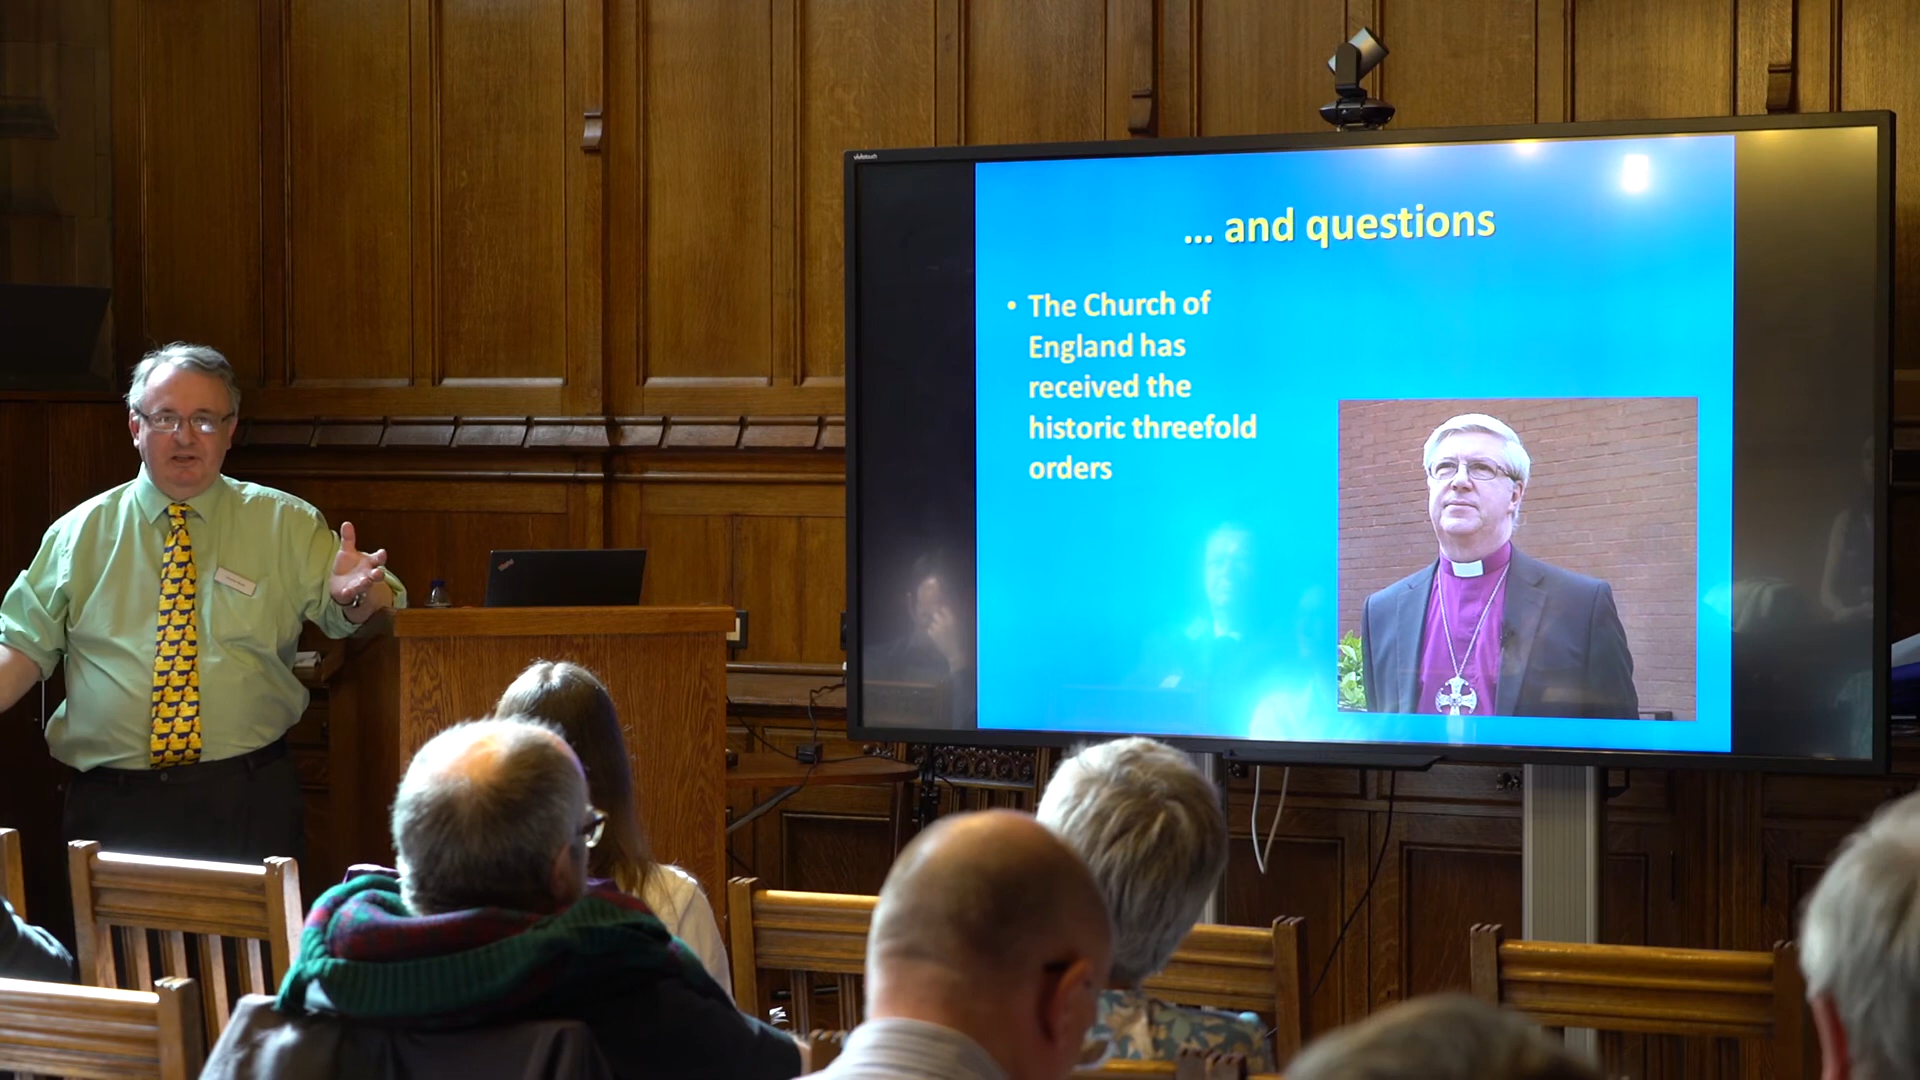 ... and questions
• The Church of
England has
received the
historic threefold
orders